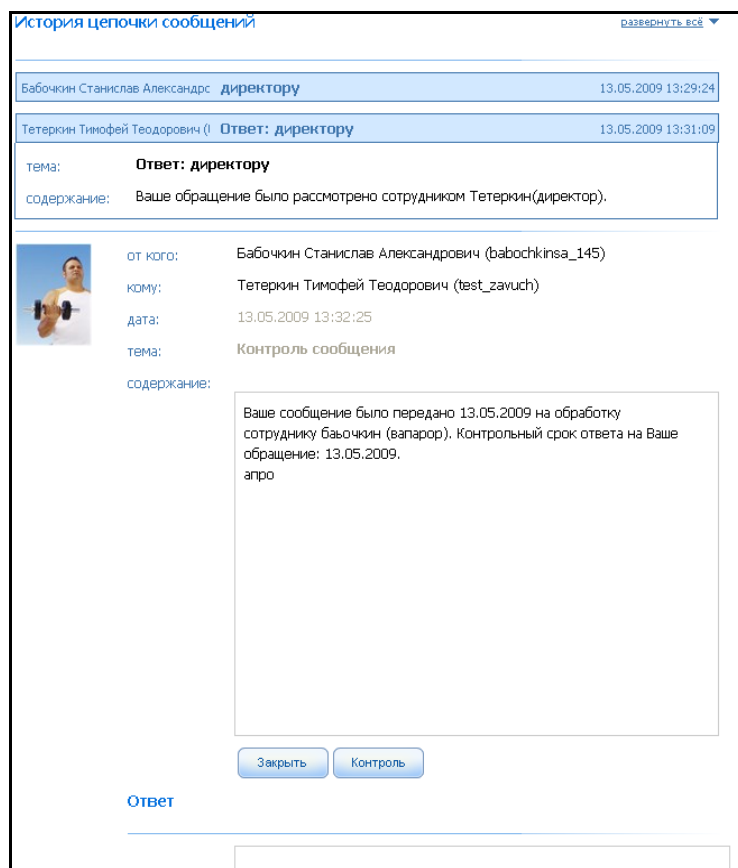 История цепочки сообщений
развернуть всё
Бабочкин Станислав Александрс директору 13.05.2009 13:29:24
Тетеркин Тимофей Теодорович (l Ответ: директору 13.05.2009 13:31:09
тема: Ответ: директору
содержание: Ваше обращение было рассмотрено сотрудником Тетеркин(директор).
от кого: Бабочкин Станислав Александрович (babochkinsa_145)
кому: Тетеркин Тимофей Теодорович (test_zavuch)
дата: 13.05.2009 13:32:25
тема: Контроль сообщения
содержание:
Ваше сообщение было передано 13.05.2009 на обработку
сотруднику баьочкин (вапарор). Контрольный срок ответа на Ваше
обращение: 13.05.2009.
апро
Закрыть Контроль
Ответ